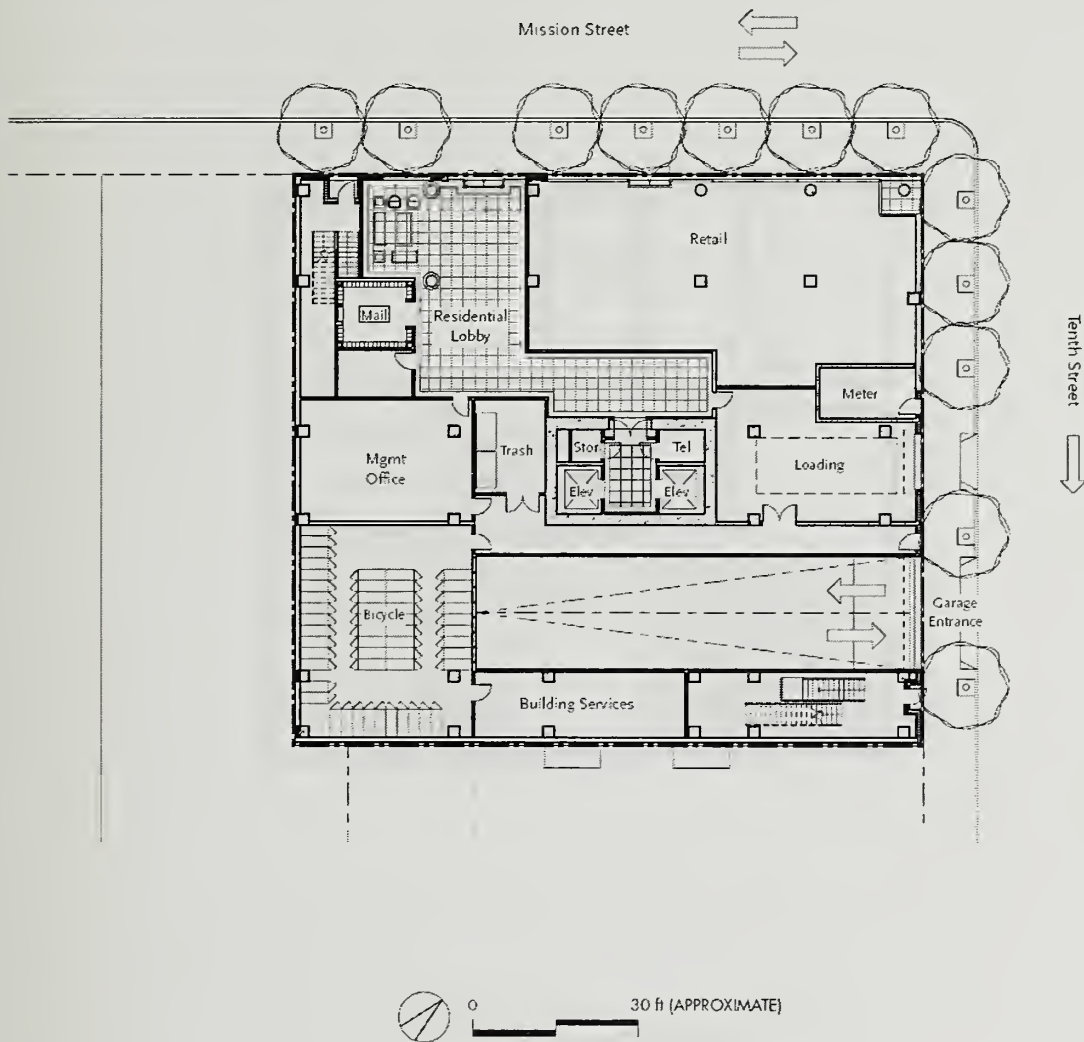 Mission Street
Retail
Tenth Street
Mail
Residential
Lobby
Meter
Mgmt
Office
Trash
Stor
Tel
Loading
Elev
Elev
Bicycle
Garage
Entrance
Building Services
0
30 ft (APPROXIMATE)